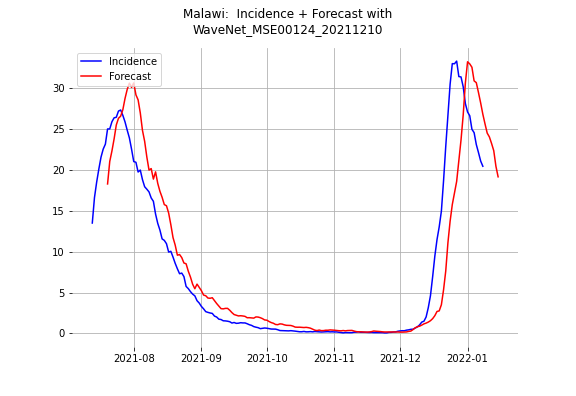 Malawi:  Incidence + Forecast with
WaveNet_MSE00124_20211210
Incidence
Forecast
30
25
20
15
10
5
0
2021-08 2021-09 2021-10 2021-11 2021-12 2022-01